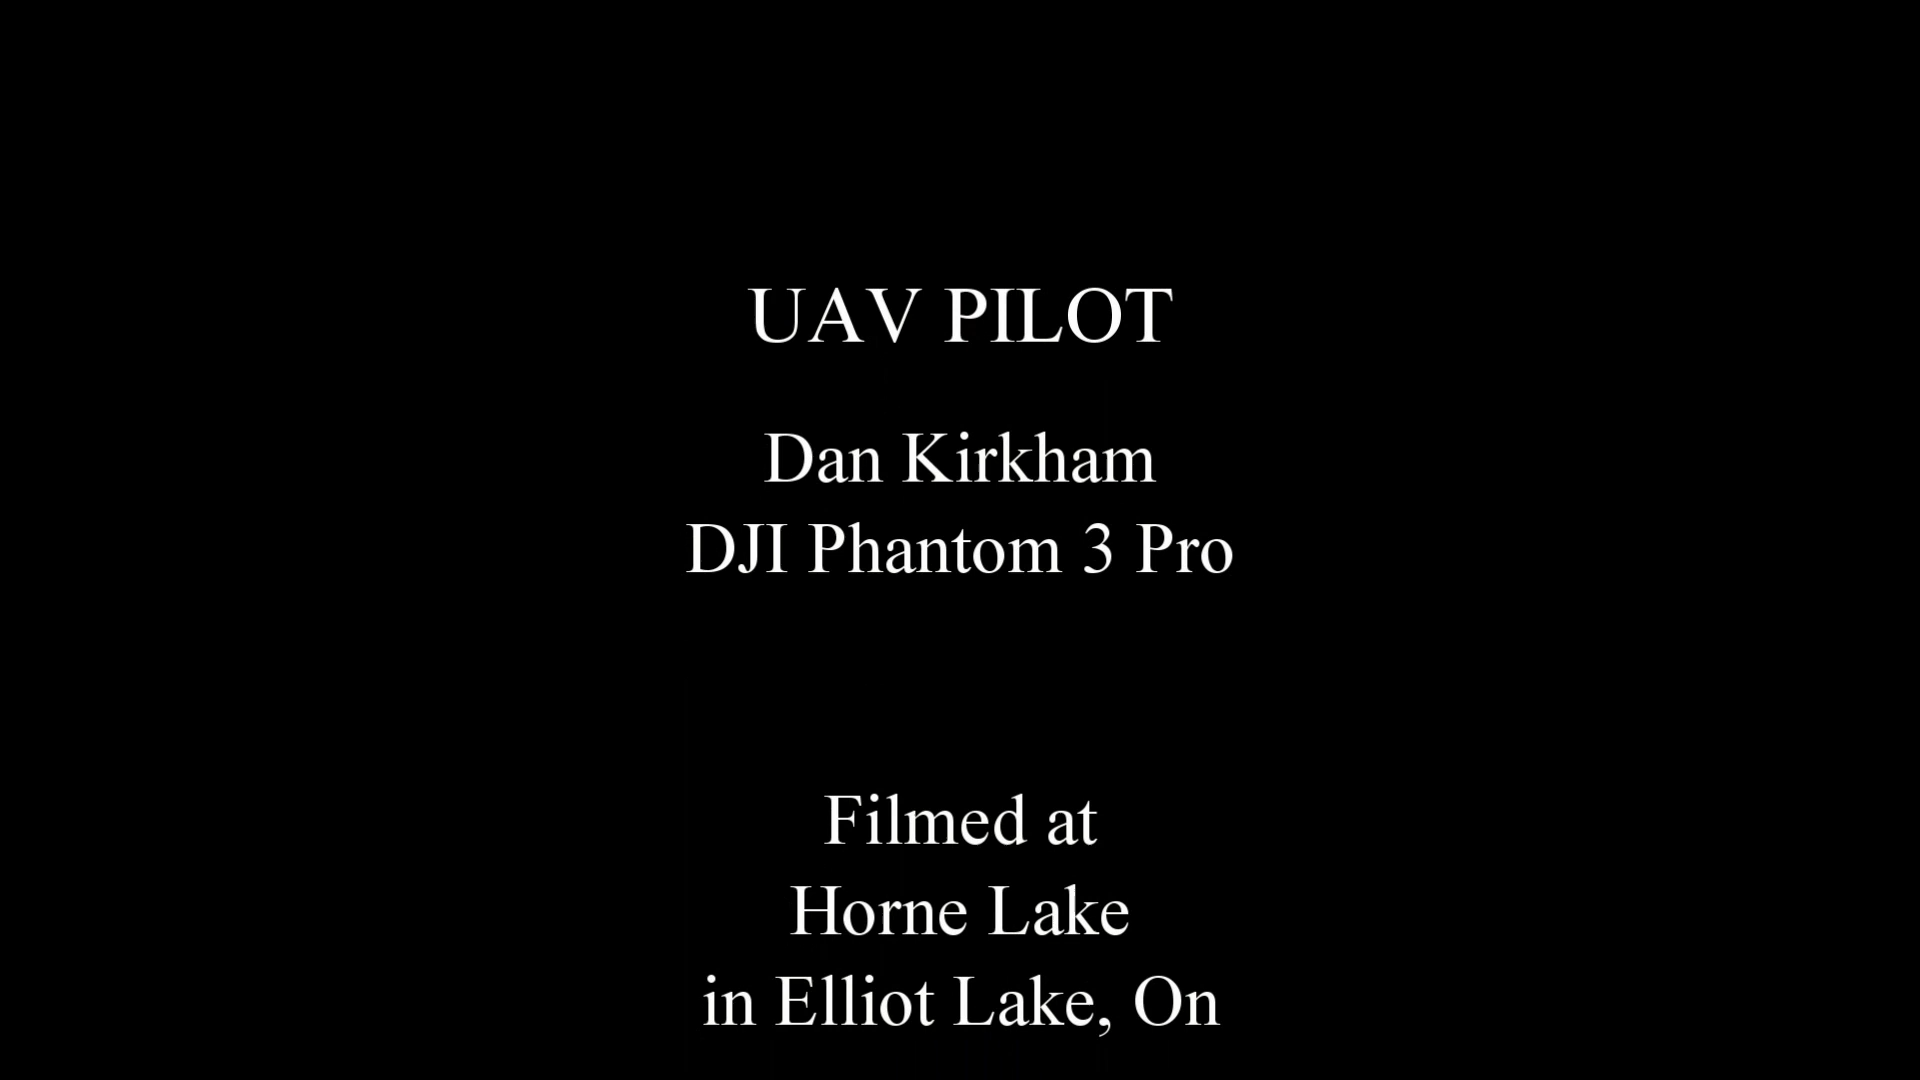 UAV PILOT
Dan Kirkham
DJI Phantom 3 Pro
Filmed at
Horne Lake
in Elliot Lake, On